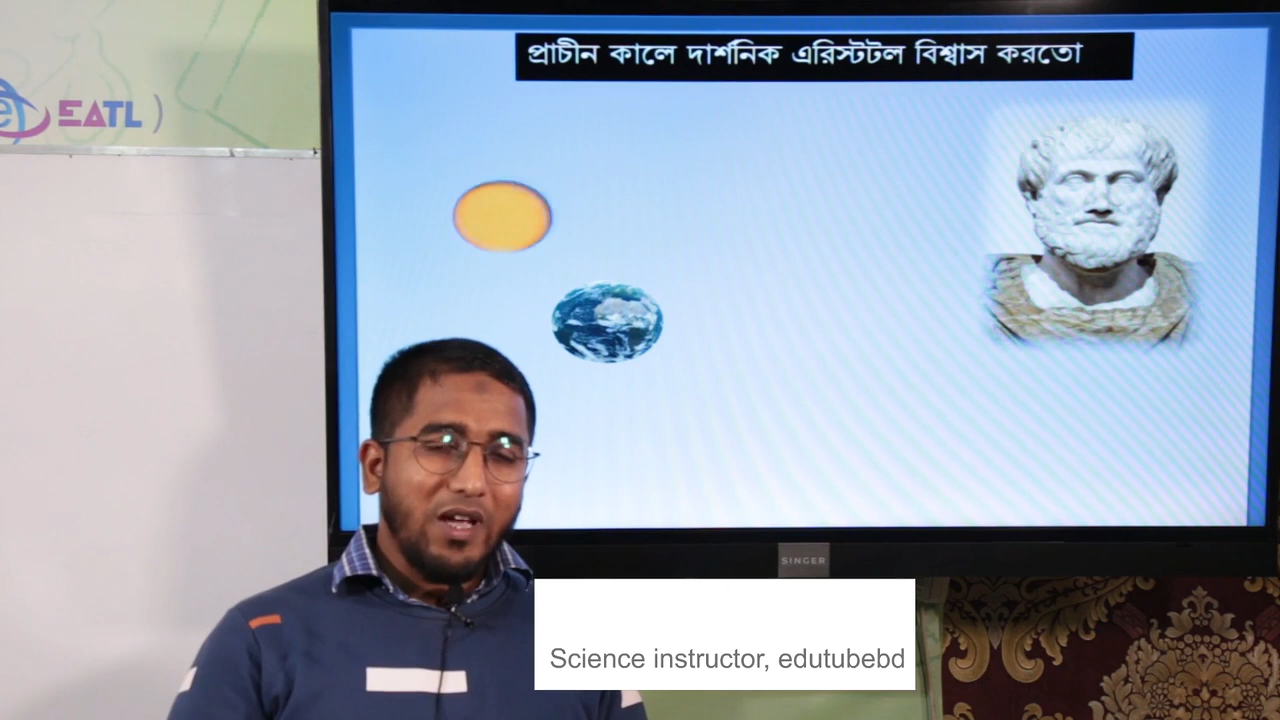 প্রাচীন কালে দার্শনিক এরিস্টটল বিশ্বাস করতো
EATL )
SINGER
Science instructor, edutubebd